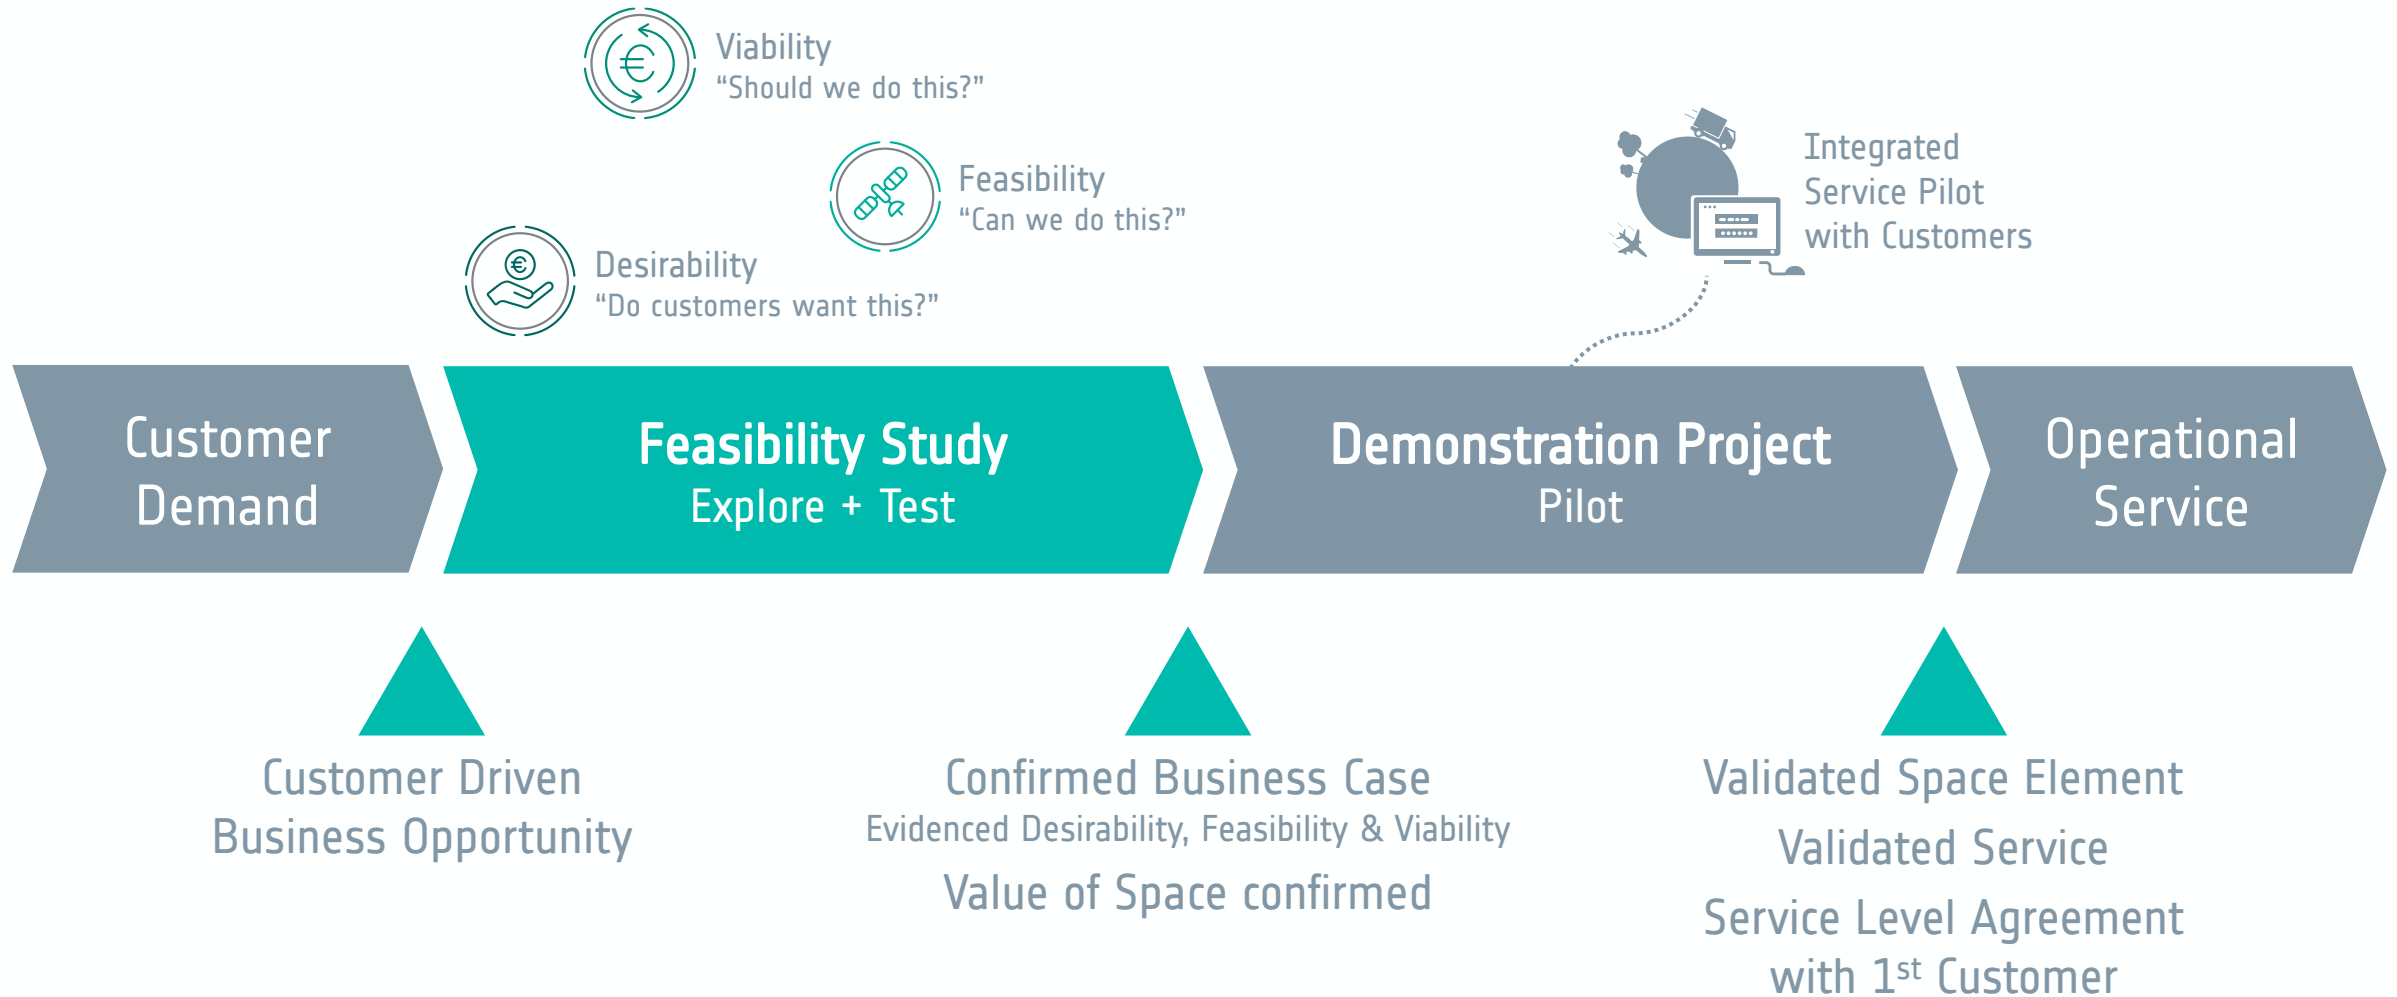 Viability
“Should we do this?”
Feasibility
“Can we do this?”
Desirability
“Do customers want this?”
Integrated
Service Pilot
with Customers
Customer
Demand
Feasibility Study
Explore + Test
Demonstration Project
Pilot
Operational
Service
Customer Driven
Business Opportunity
Confirmed Business Case
Evidenced Desirability, Feasibility & Viability
Value of Space confirmed
Validated Space Element
Validated Service
Service Level Agreement
with 1st Customer